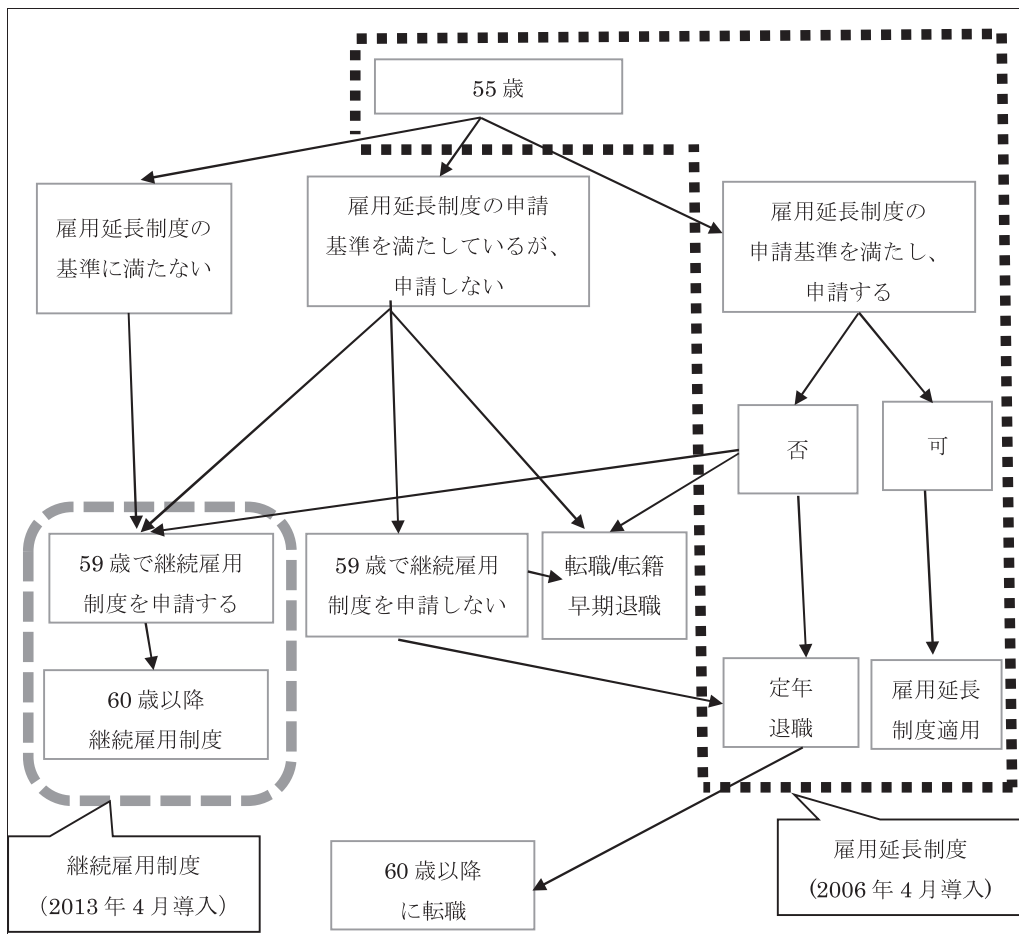 55 歳
雇用延長制度の
基準に満たない
雇用延長制度の申請
基準を満たしているが、
申請しない
雇用延長制度の
申請基準を満たし、
申請する
否
可
59 歳で継続雇用
制度を申請する
59 歳で継続雇用
制度を申請しない
転職/転籍
早期退職
60 歳以降
継続雇用制度
定年
退職
雇用延長
制度適用
継続雇用制度
（2013 年 4 月導入）
60 歳以降
に転職
雇用延長制度
(2006 年 4 月導入)